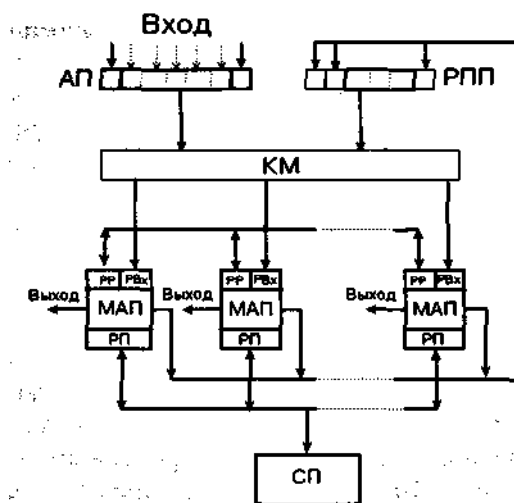 Вход
АП
РПП
КМ
РР РВх
Выход
МАП
РП
РР РВх
Выход
МАП
РП
РР РВх
Выход
МАП
РП
СП